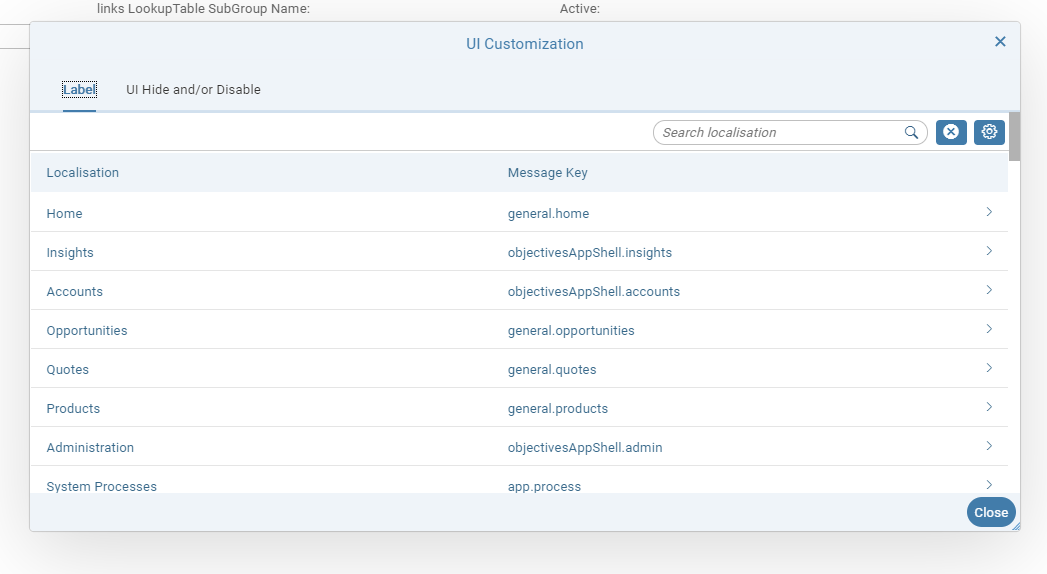 links LookupTable SubGroup Name: Active:
UI Customization
Label UI Hide and/or Disable
Search localisation
Localisation Message Key
Home general.home
Insights objectivesAppShell.insights
Accounts objectivesAppShell.accounts
Opportunities general.opportunities
Quotes general.quotes
Products general.products
Administration objectivesAppShell.admin
System Processes app.process
Close